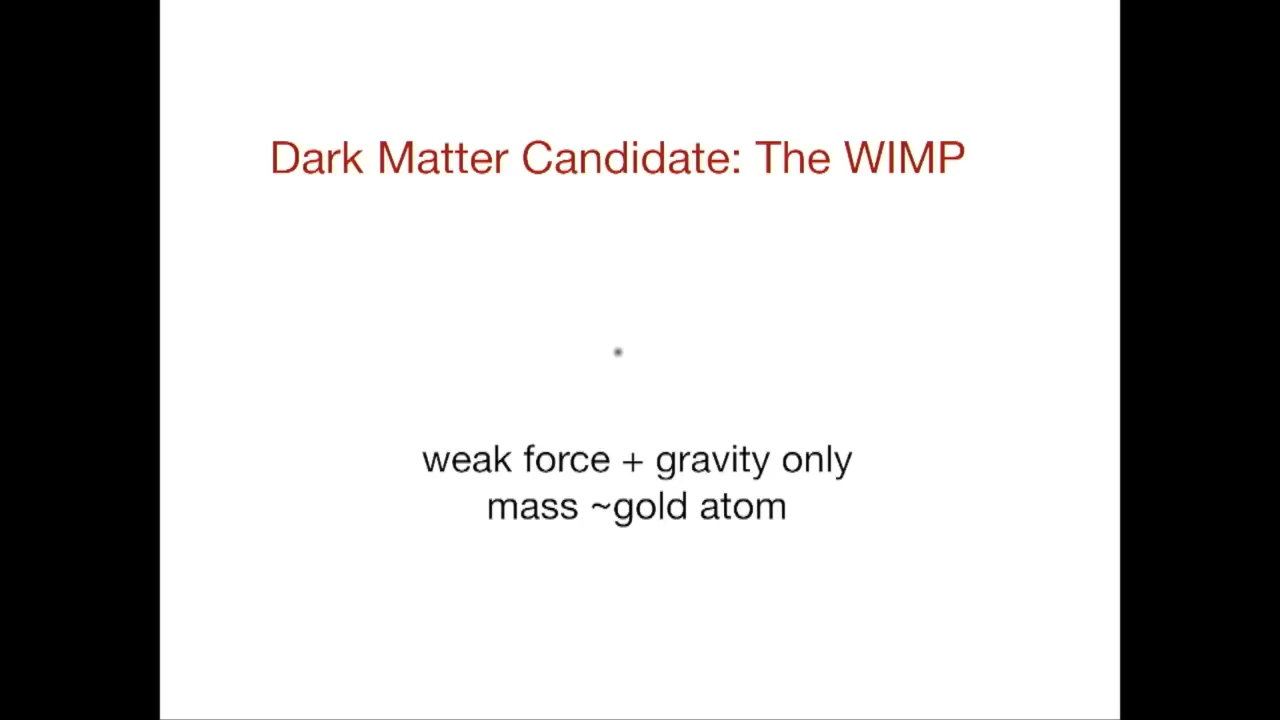 Dark Matter Candidate: The WIMP
weak force + gravity only
mass ~gold atom